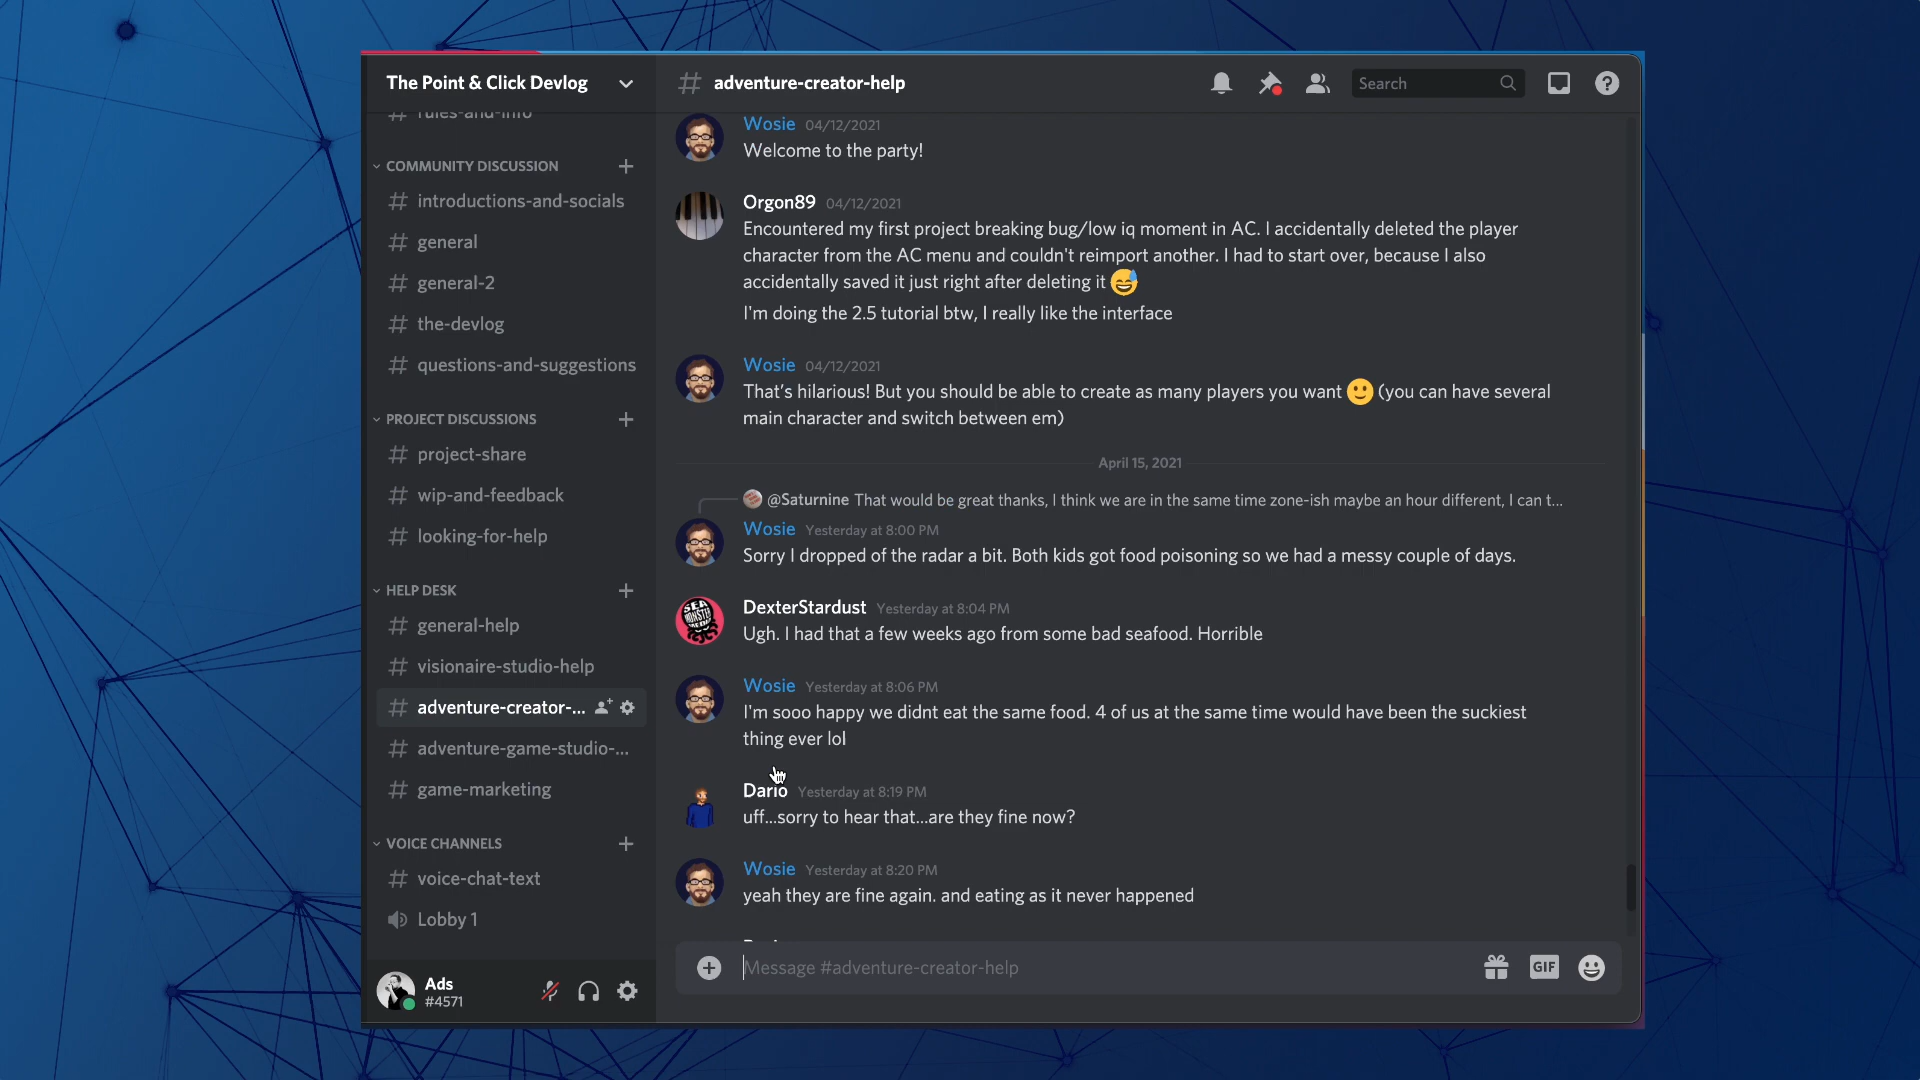 The Point & Click Devlog
rules-and-info
COMMUNITY DISCUSSION
introductions-and-socials
general
general-2
the-devlog
questions-and-suggestions
PROJECT DISCUSSIONS
project-share
wip-and-feedback
looking-for-help
HELP DESK
general-help
visionaire-studio-help
adventure-creator-...
adventure-game-studio-...
game-marketing
VOICE CHANNELS
voice-chat-text
Lobby 1
Ads
#4571
# adventure-creator-help
Search
Wosie 04/12/2021
Welcome to the party!
Orgon89 04/12/2021
Encountered my first project breaking bug/low iq moment in AC. I accidentally deleted the player
character from the AC menu and couldn't reimport another. I had to start over, because I also
accidentally saved it just right after deleting it 😅
I'm doing the 2.5 tutorial btw, I really like the interface
Wosie 04/12/2021
That's hilarious! But you should be able to create as many players you want 🙂 (you can have several
main character and switch between em)
April 15, 2021
@Saturnine That would be great thanks, I think we are in the same time zone-ish maybe an hour different, I can t...
Wosie Yesterday at 8:00 PM
Sorry I dropped of the radar a bit. Both kids got food poisoning so we had a messy couple of days.
SEA
MONSTER
DexterStardust Yesterday at 8:04 PM
Ugh. I had that a few weeks ago from some bad seafood. Horrible
Wosie Yesterday at 8:06 PM
I'm sooo happy we didnt eat the same food. 4 of us at the same time would have been the suckiest
thing ever lol
Dario Yesterday at 8:19 PM
uff...sorry to hear that...are they fine now?
Wosie Yesterday at 8:20 PM
yeah they are fine again. and eating as it never happened
Message #adventure-creator-help
GIF